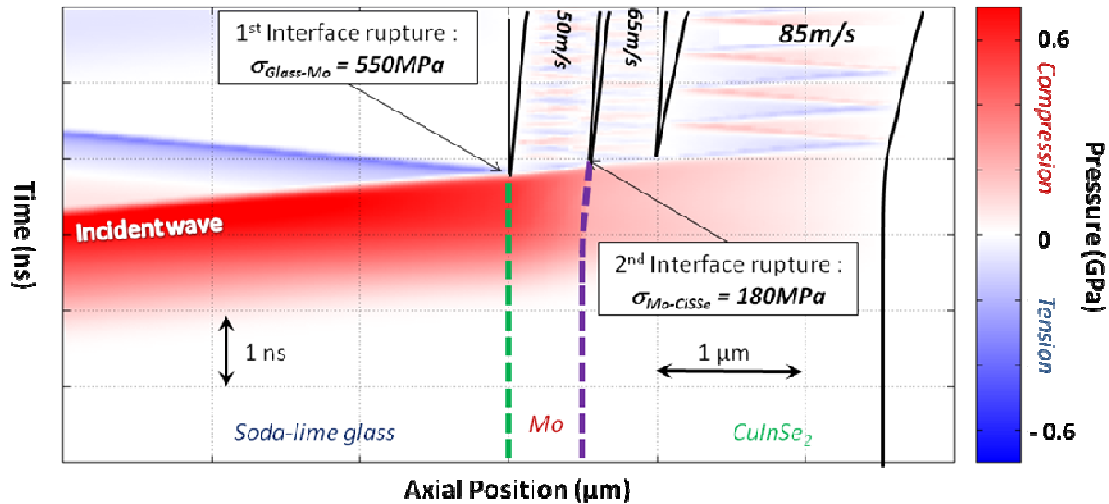 1st Interface rupture :
σGlass-Mo = 550MPa
50m/s
65m/s
85m/s
0.6
Compression
0
Tension
- 0.6
Pressure (GPa)
Time (ns)
Incident wave
2nd Interface rupture :
σMo-CiSSe = 180MPa
1 ns
1 µm
Soda-lime glass
Mo
CuInSe2
Axial Position (µm)